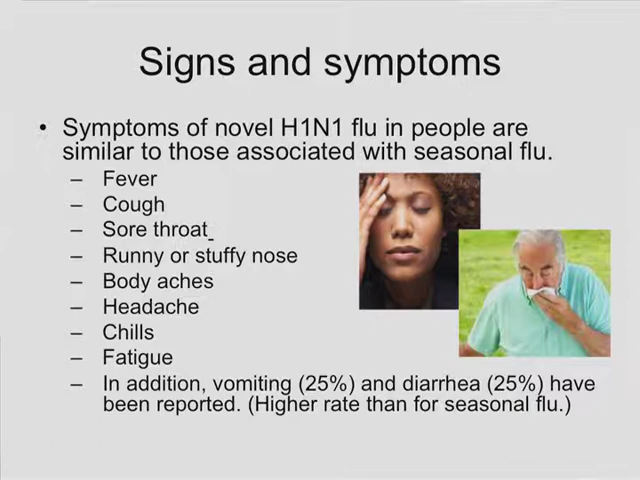 Signs and symptoms
• Symptoms of novel H1N1 flu in people are
similar to those associated with seasonal flu.
– Fever
– Cough
– Sore throat
– Runny or stuffy nose
– Body aches
– Headache
– Chills
– Fatigue
– In addition, vomiting (25%) and diarrhea (25%) have
been reported. (Higher rate than for seasonal flu.)